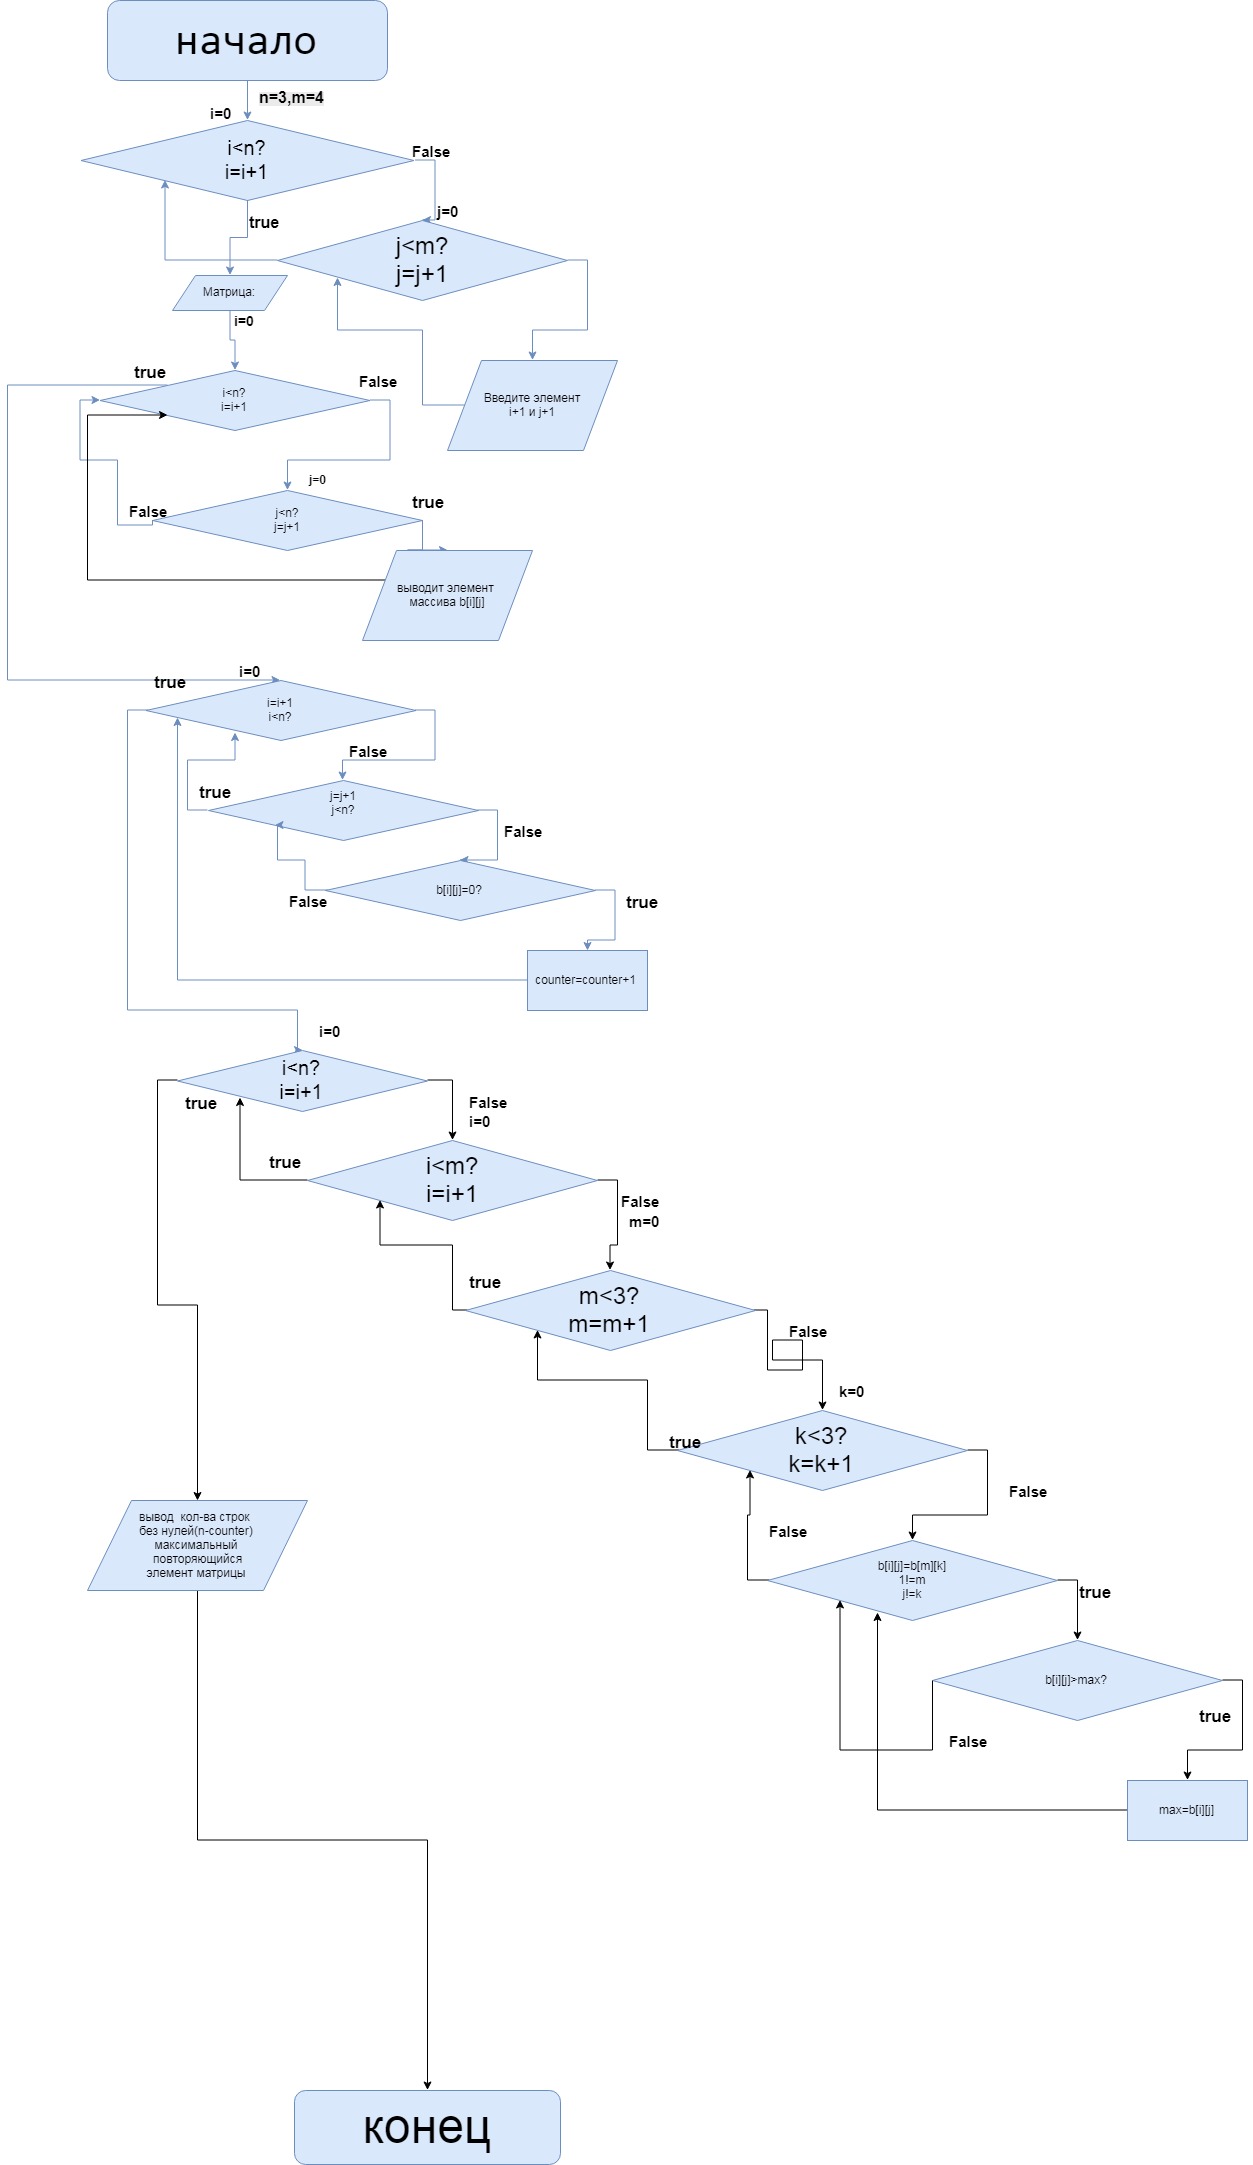 начало
n=3,m=4
i=0
i<n?
i=i+1
False
true
j=0
j<m?
j=j+1
Матрица:
i=0
true
i<n?
i=i+1
False
Введите элемент
i+1 и j+1
j=0
False
j<n?
j=j+1
true
выводит элемент
массива b[i][j]
i=0
true
i=i+1
i<n?
False
true
j=j+1
j<n?
False
b[i][j]=0?
False
true
counter=counter+1
i=0
i<n?
i=i+1
true
False
i=0
true
i<m?
i=i+1
False
m=0
true
m<3?
m=m+1
False
k=0
true
k<3?
k=k+1
False
False
вывод кол-ва строк
без нулей(n-counter)
максимальный
повторяющийся
элемент матрицы
b[i][j]=b[m][k]
1!=m
j!=k
true
b[i][j]>max?
true
False
max=b[i][j]
конец